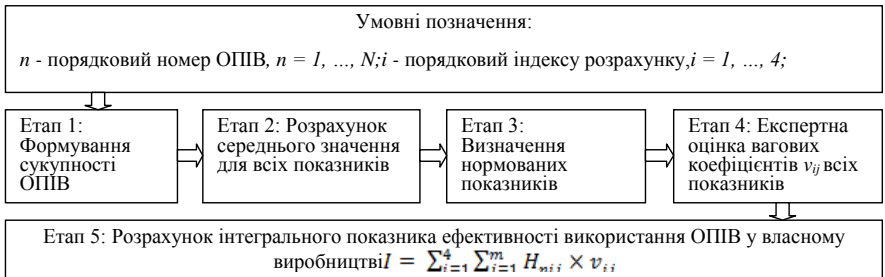 Умовні позначення:
n - порядковий номер ОПІВ, n = 1, ..., N;i - порядковий індексу розрахунку,i = 1, ..., 4;
Етап 1:
Формування
сукупності
ОПІВ
Етап 2: Розрахунок
середнього значення
для всіх показників
Етап 3:
Визначення
нормованих
показників
Етап 4: Експертна
оцінка вагових
коефіцієнтів vij всіх
показників
Етап 5: Розрахунок інтегрального показника ефективності використання ОПІВ у власному
виробництвіI = ∑⁴ᵢ₌₁ ∑ᵐⱼ₌₁ Hnij × vij